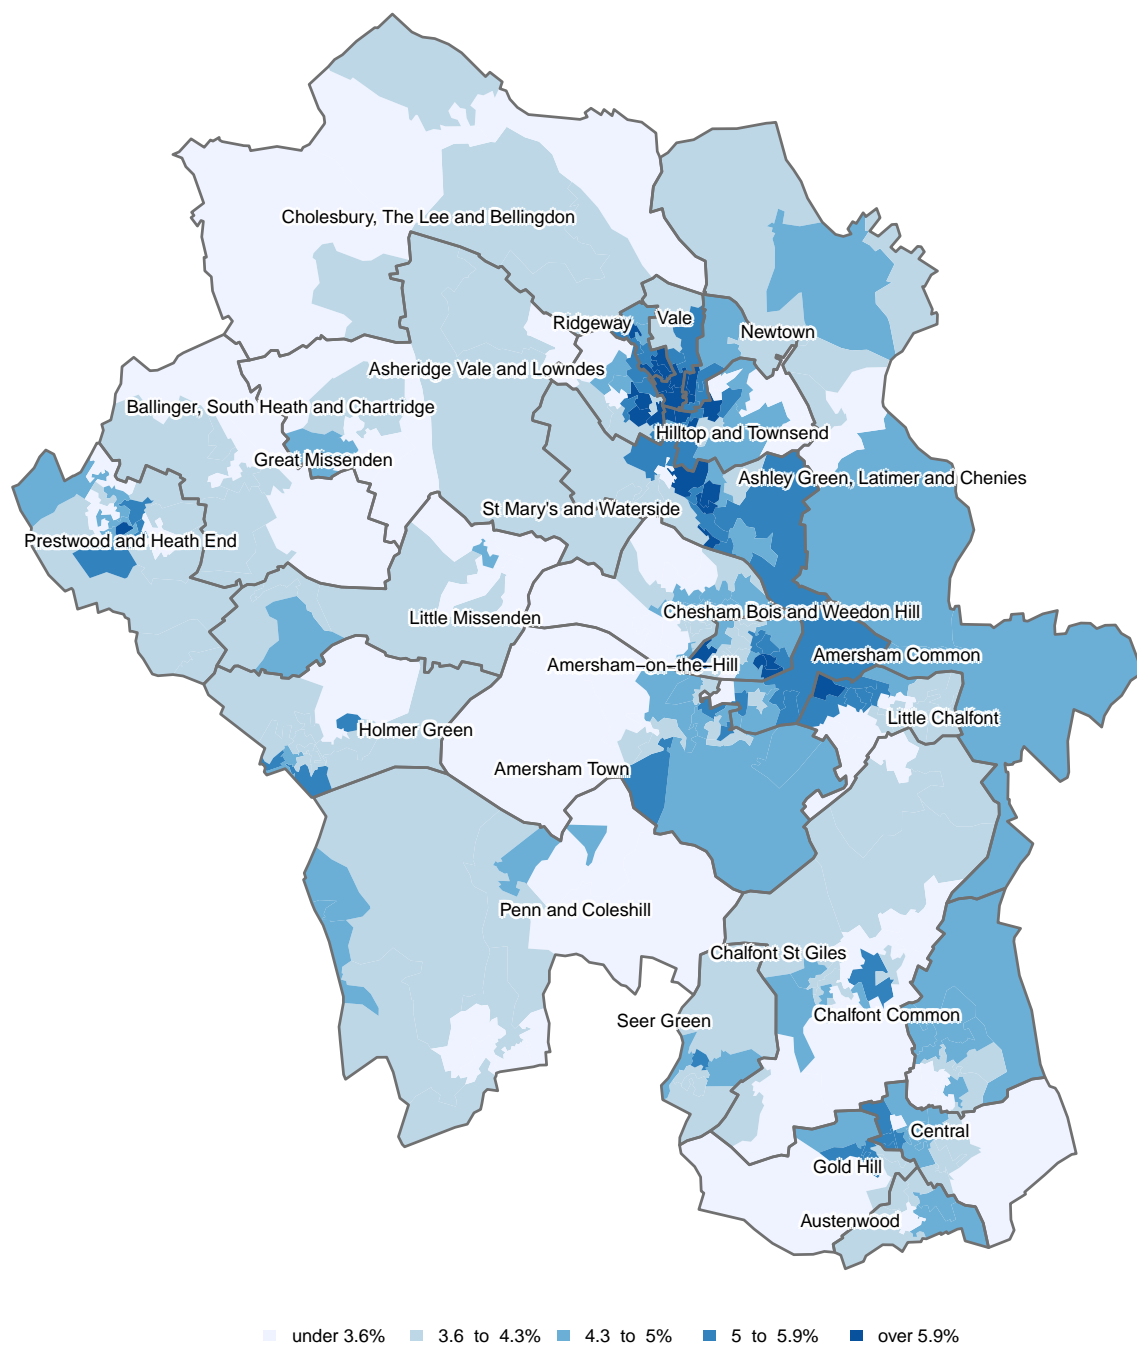 Cholesbury, The Lee and Bellingdon
Ridgeway
Vale
Newtown
Asheridge Vale and Lowndes
Ballinger, South Heath and Chartridge
Hilltop and Townsend
Great Missenden
Ashley Green, Latimer and Chenies
St Mary's and Waterside
Prestwood and Heath End
Chesham Bois and Weedon Hill
Little Missenden
Amersham Common
Amersham−on−the−Hill
Little Chalfont
Holmer Green
Amersham Town
Penn and Coleshill
Chalfont St Giles
Chalfont Common
Seer Green
Central
Gold Hill
Austenwood
under 3.6% 3.6 to 4.3% 4.3 to 5% 5 to 5.9% over 5.9%